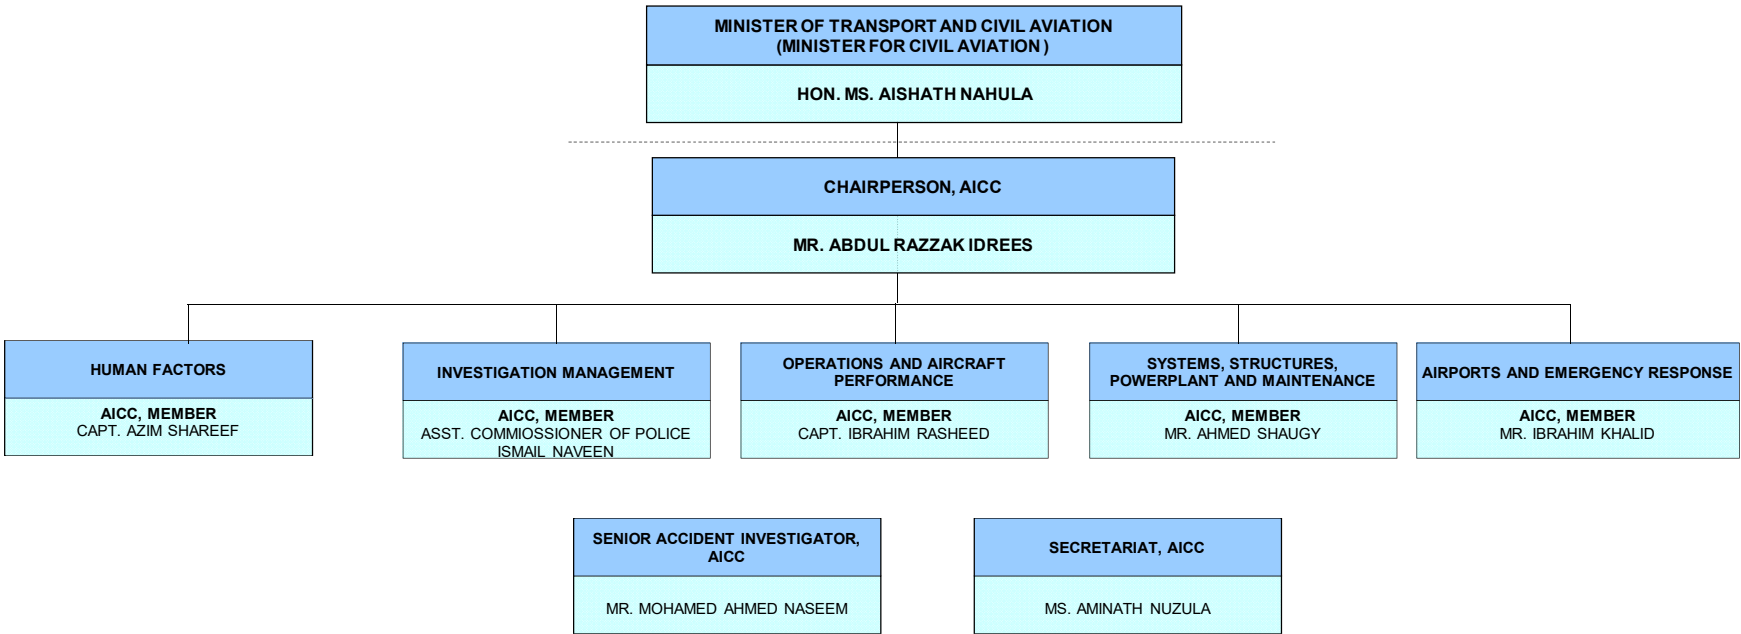 MINISTER OF TRANSPORT AND CIVIL AVIATION
(MINISTER FOR CIVIL AVIATION )
HON. MS. AISHATH NAHULA
CHAIRPERSON, AICC
MR. ABDUL RAZZAK IDREES
HUMAN FACTORS
AICC, MEMBER
CAPT. AZIM SHAREEF
INVESTIGATION MANAGEMENT
AICC, MEMBER
ASST. COMMIOSSIONER OF POLICE
ISMAIL NAVEEN
OPERATIONS AND AIRCRAFT
PERFORMANCE
AICC, MEMBER
CAPT. IBRAHIM RASHEED
SYSTEMS, STRUCTURES,
POWERPLANT AND MAINTENANCE
AICC, MEMBER
MR. AHMED SHAUGY
AIRPORTS AND EMERGENCY RESPONSE
AICC, MEMBER
MR. IBRAHIM KHALID
SENIOR ACCIDENT INVESTIGATOR,
AICC
MR. MOHAMED AHMED NASEEM
SECRETARIAT, AICC
MS. AMINATH NUZULA